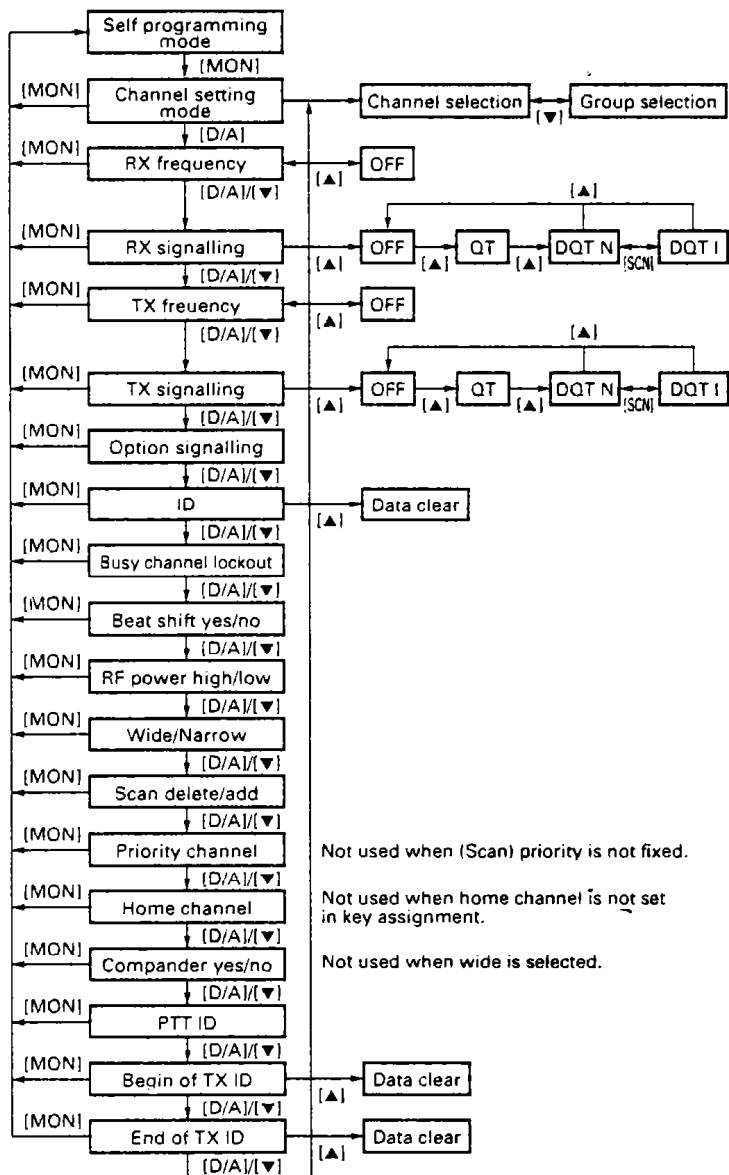 Self programming
mode
[MON]
[MON] Channel setting
mode Channel selection [▼] Group selection
[D/A]
[MON] RX frequency [▲] OFF
[D/A]/[▼]
[▲]
[MON] RX signalling [▲] OFF [▲] QT [▲] DQT N [SCN] DQT I
[D/A]/[▼]
[MON] TX freuency [▲] OFF
[D/A]/[▼]
[▲]
[MON] TX signalling [▲] OFF [▲] QT [▲] DQT N [SCN] DQT I
[D/A]/[▼]
[MON] Option signalling
[D/A]/[▼]
[MON] ID [▲] Data clear
[D/A]/[▼]
[MON] Busy channel lockout
[D/A]/[▼]
[MON] Beat shift yes/no
[D/A]/[▼]
[MON] RF power high/low
[D/A]/[▼]
[MON] Wide/Narrow
[D/A]/[▼]
[MON] Scan delete/add
[D/A]/[▼]
[MON] Priority channel Not used when (Scan) priority is not fixed.
[D/A]/[▼]
[MON] Home channel Not used when home channel is not set
in key assignment.
[D/A]/[▼]
[MON] Compander yes/no Not used when wide is selected.
[D/A]/[▼]
[MON] PTT ID
[D/A]/[▼]
[MON] Begin of TX ID [▲] Data clear
[D/A]/[▼]
[MON] End of TX ID [▲] Data clear
[D/A]/[▼]